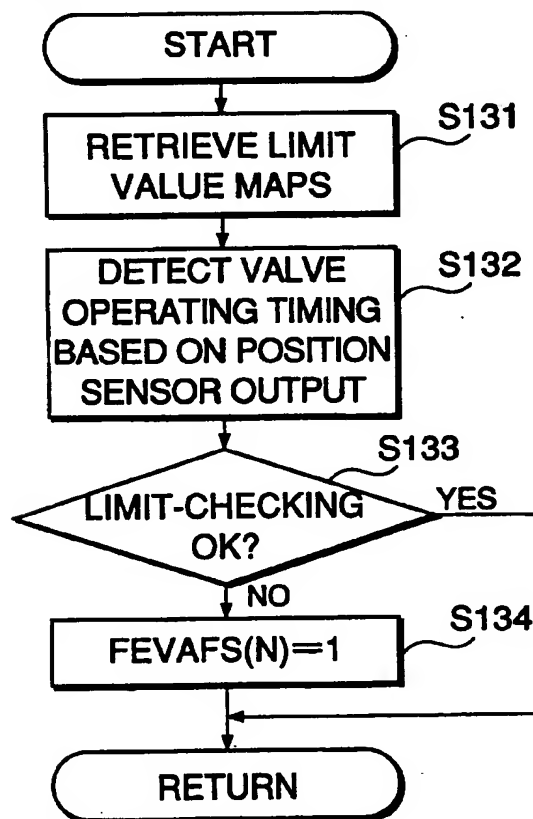 START
S131
RETRIEVE LIMIT
VALUE MAPS
S132
DETECT VALVE
OPERATING TIMING
BASED ON POSITION
SENSOR OUTPUT
S133
LIMIT-CHECKING
OK?
YES
NO
S134
FEVAFS(N)=1
RETURN